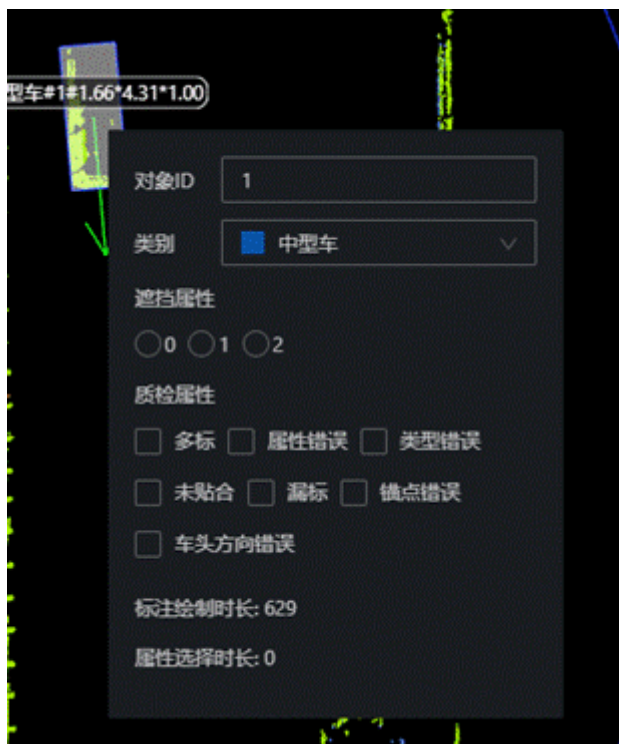 型车#1#1.66*4.31*1.00
对象ID 1
类别 中型车
遮挡属性
0 1 2
质检属性
多标 属性错误 类型错误
未贴合 漏标 锚点错误
车头方向错误
标注绘制时长: 629
属性选择时长: 0